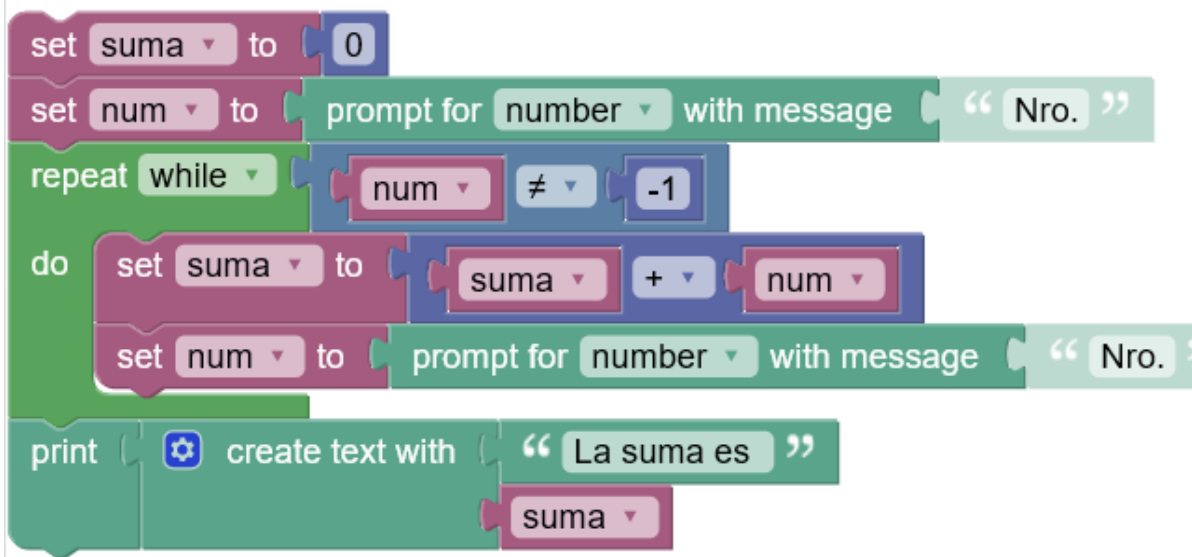 set suma ▾ to 0
set num ▾ to prompt for number ▾ with message “ Nro. ”
repeat while ▾ num ▾ ≠ ▾ -1
do set suma ▾ to suma ▾ + ▾ num ▾
set num ▾ to prompt for number ▾ with message “ Nro. ”
print create text with “ La suma es ”
suma ▾